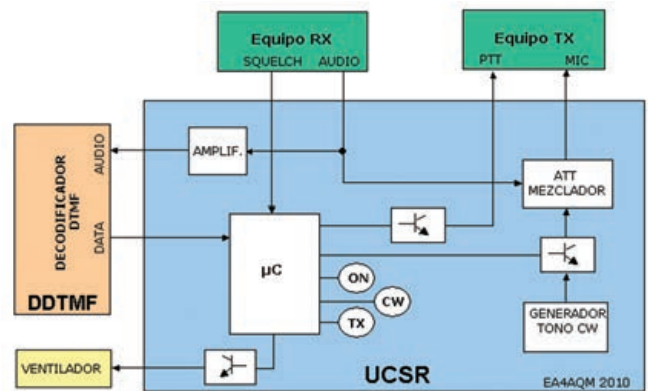 Equipo RX
SQUELCH AUDIO
Equipo TX
PTT MIC
DECODIFICADOR
DTMF
AUDIO
DATA
DDTMF
AMPLIF.
ATT
MEZCLADOR
µC
ON
CW
TX
GENERADOR
TONO CW
VENTILADOR
UCSR
EA4AQM 2010